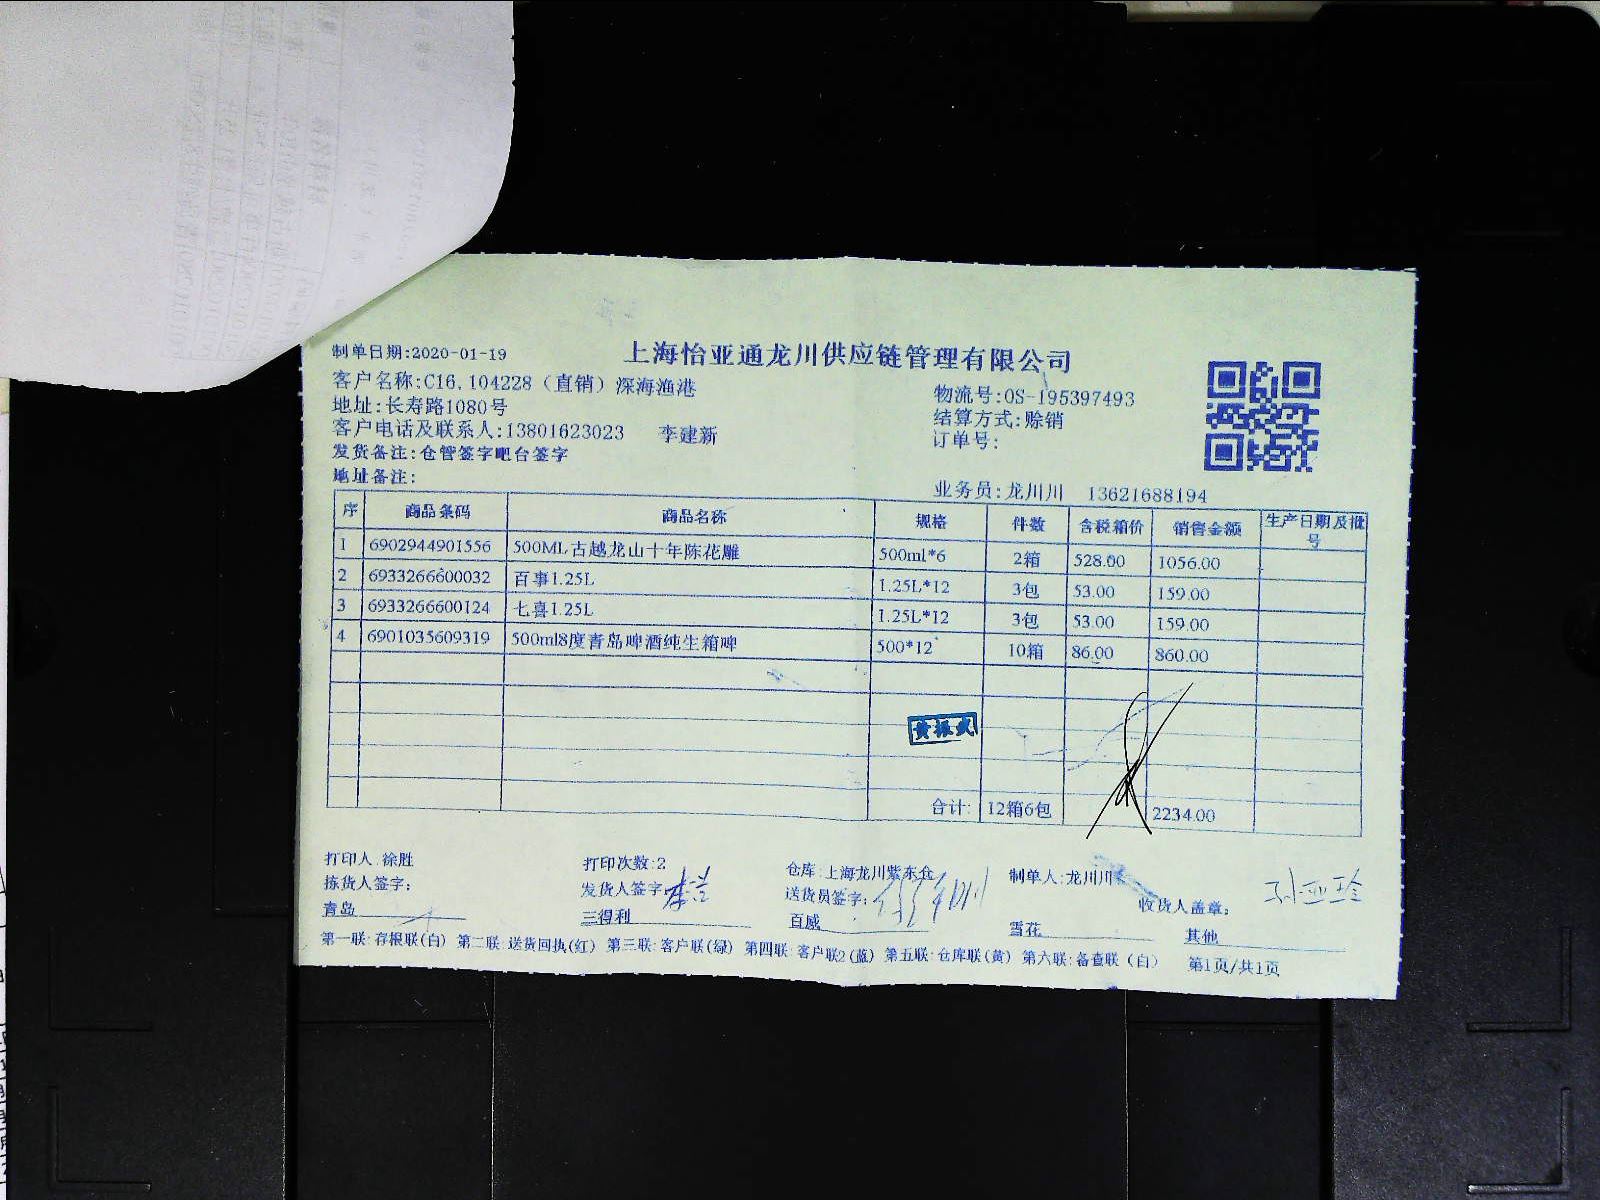 制单日期:2020-01-19
上海怡亚通龙川供应链管理有限公司
客户名称:C16.104228（直销）深海渔港
物流号:OS-195397493
地址:长寿路1080号
结算方式:赊销
客户电话及联系人:13801623023 李建新
订单号:
发货备注:仓管签字吧台签字
地址备注:
业务员:龙川川 13621688194
序 商品条码 商品名称 规格 件数 含税箱价 销售金额 生产日期及批号
1 6902944901556 500ML古越龙山十年陈花雕 500ml*6 2箱 528.00 1056.00
2 6933266600032 百事1.25L 1.25L*12 3包 53.00 159.00
3 6933266600124 七喜1.25L 1.25L*12 3包 53.00 159.00
4 6901035609319 500ml8度青岛啤酒纯生箱啤 500*12 10箱 86.00 860.00
黄振武
合计: 12箱6包 2234.00
打印人:徐胜 打印次数:2 仓库:上海龙川紫东仓 制单人:龙川川
拣货人签字: 发货人签字: 送货员签字: 收货人盖章: 孙亚玲
青岛 三得利 百威 雪花 其他
第一联:存根联(白) 第二联:送货回执(红) 第三联:客户联(绿) 第四联:客户联2(蓝) 第五联:仓库联(黄) 第六联:备查联(白) 第1页/共1页